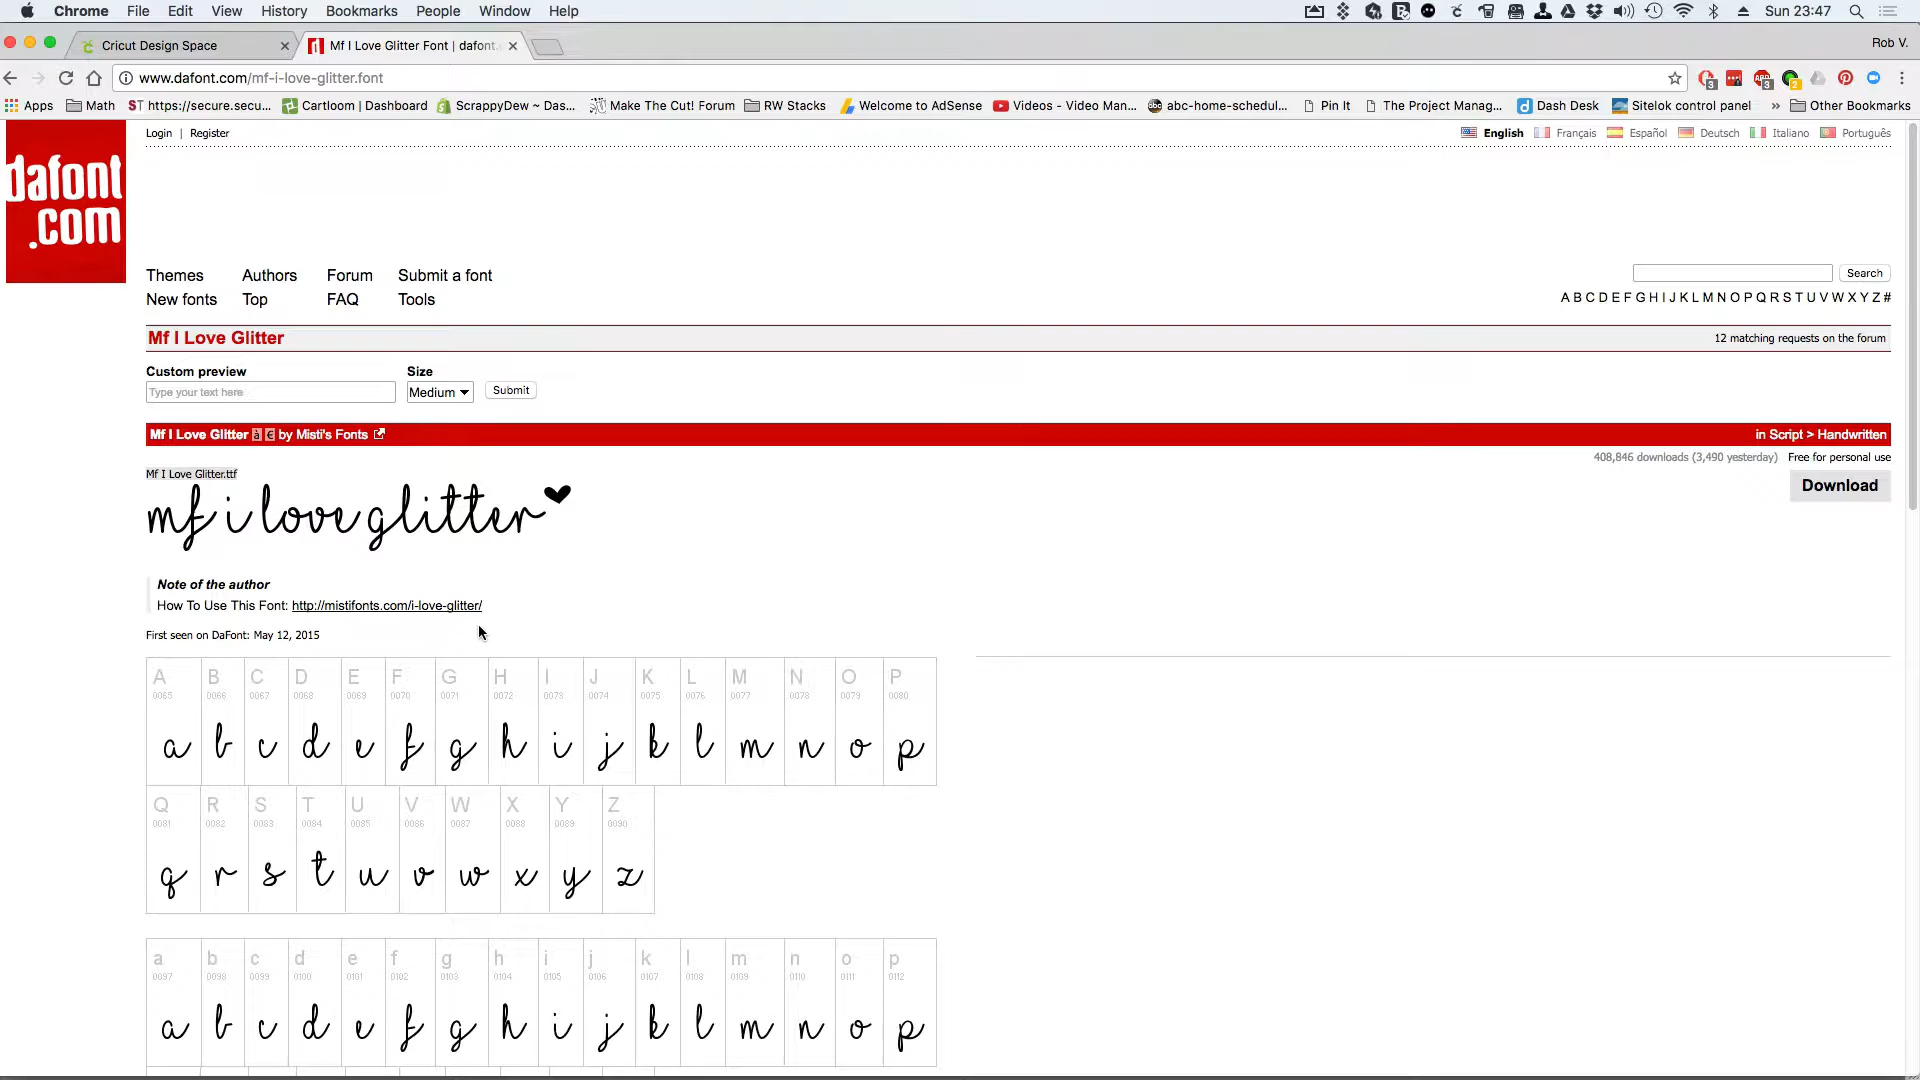 Chrome File Edit View History Bookmarks People Window Help Sun 23:47
Cricut Design Space Mf I Love Glitter Font | dafont. Rob V.
www.dafont.com/mf-i-love-glitter.font
Apps Math https://secure.secu... Cartloom | Dashboard ScrappyDew ~ Das... Make The Cut! Forum RW Stacks Welcome to AdSense Videos - Video Man... abc-home-schedul... Pin It The Project Manag... Dash Desk Sitelok control panel » Other Bookmarks
dafont
.com
Login | Register English Français Español Deutsch Italiano Português
Themes Authors Forum Submit a font Search
New fonts Top FAQ Tools A B C D E F G H I J K L M N O P Q R S T U V W X Y Z #
Mf I Love Glitter 12 matching requests on the forum
Custom preview Size
Type your text here Medium Submit
Mf I Love Glitter à € by Misti's Fonts in Script > Handwritten
408,846 downloads (3,490 yesterday) Free for personal use
Mf I Love Glitter.ttf Download
mf i love glitter
Note of the author
How To Use This Font: http://mistifonts.com/i-love-glitter/
First seen on DaFont: May 12, 2015
A B C D E F G H I J K L M N O P
0065 0066 0067 0068 0069 0070 0071 0072 0073 0074 0075 0076 0077 0078 0079 0080
a b c d e f g h i j k l m n o p
Q R S T U V W X Y Z
0081 0082 0083 0084 0085 0086 0087 0088 0089 0090
q r s t u v w x y z
a b c d e f g h i j k l m n o p
0097 0098 0099 0100 0101 0102 0103 0104 0105 0106 0107 0108 0109 0110 0111 0112
a b c d e f g h i j k l m n o p